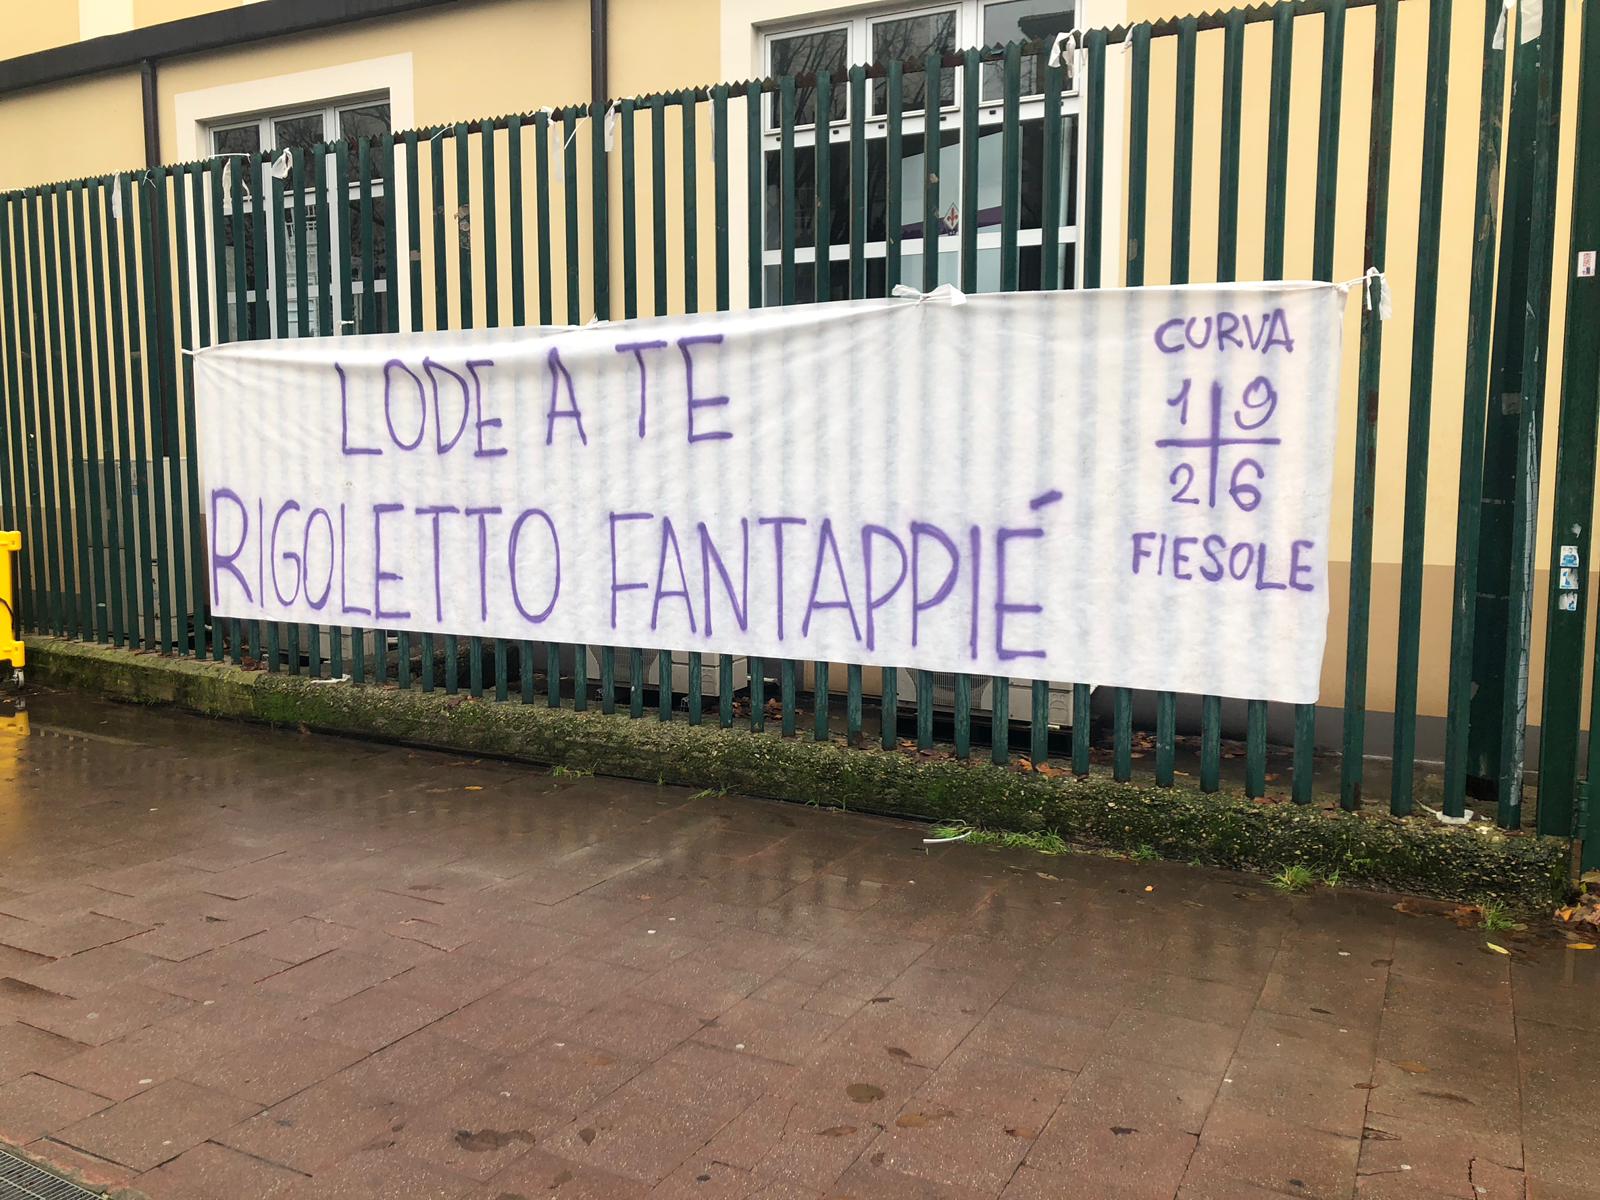 LODE A TE
RIGOLETTO FANTAPPIÉ
CURVA
1 9
2 6
FIESOLE